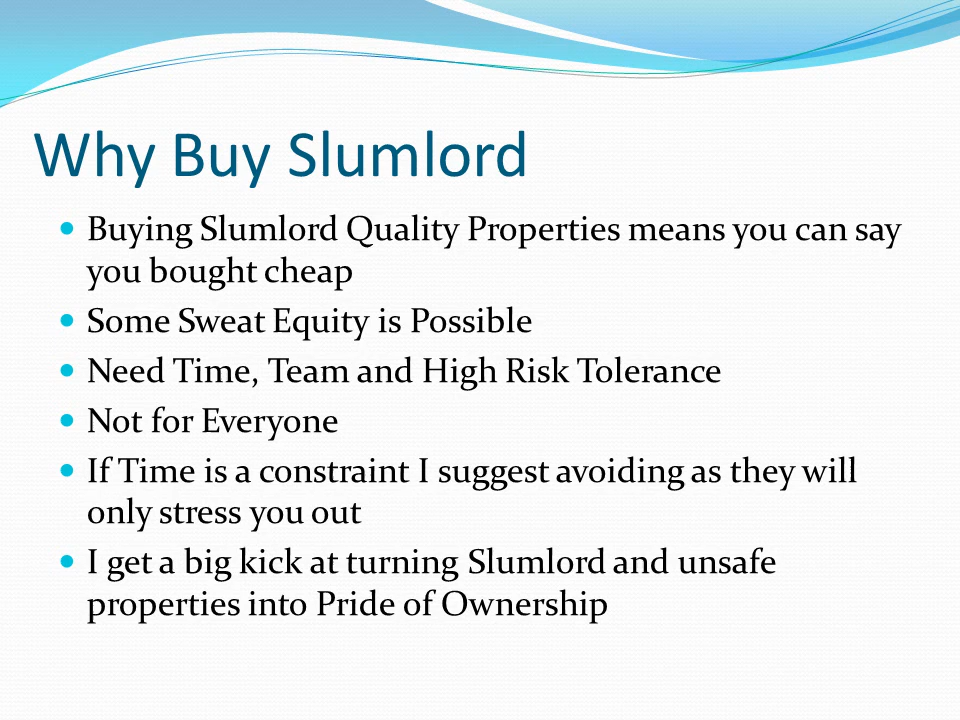 Why Buy Slumlord
Buying Slumlord Quality Properties means you can say
you bought cheap
Some Sweat Equity is Possible
Need Time, Team and High Risk Tolerance
Not for Everyone
If Time is a constraint I suggest avoiding as they will
only stress you out
I get a big kick at turning Slumlord and unsafe
properties into Pride of Ownership